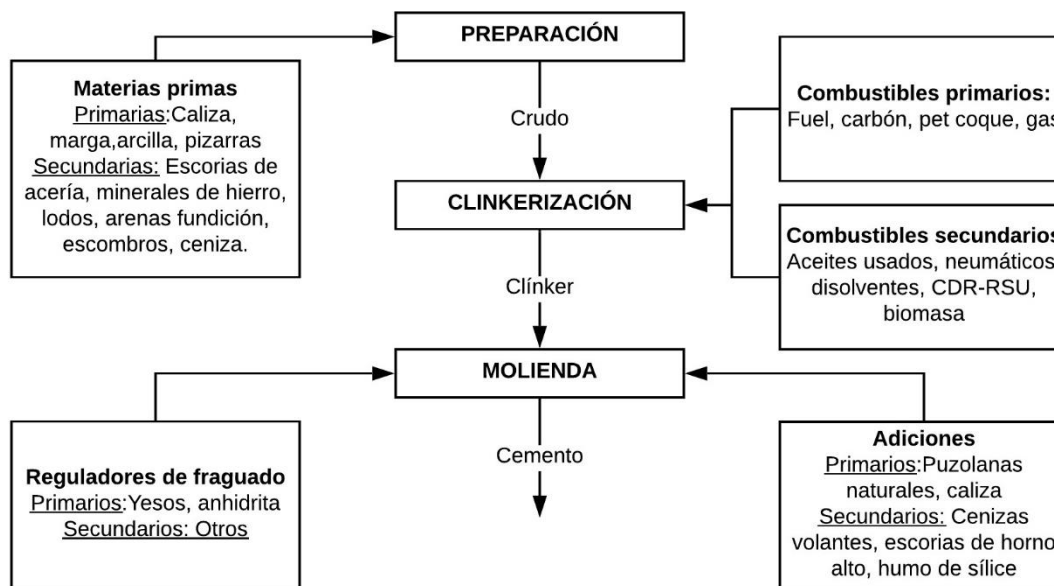 PREPARACIÓN
Materias primas
Primarias:Caliza,
marga,arcilla, pizarras
Secundarias: Escorias de
acería, minerales de hierro,
lodos, arenas fundición,
escombros, ceniza.
Crudo
Combustibles primarios:
Fuel, carbón, pet coque, gas
CLINKERIZACIÓN
Combustibles secundarios
Aceites usados, neumáticos
disolventes, CDR-RSU,
biomasa
Clínker
MOLIENDA
Reguladores de fraguado
Primarios:Yesos, anhidrita
Secundarios: Otros
Cemento
Adiciones
Primarios:Puzolanas
naturales, caliza
Secundarios: Cenizas
volantes, escorias de horno
alto, humo de sílice